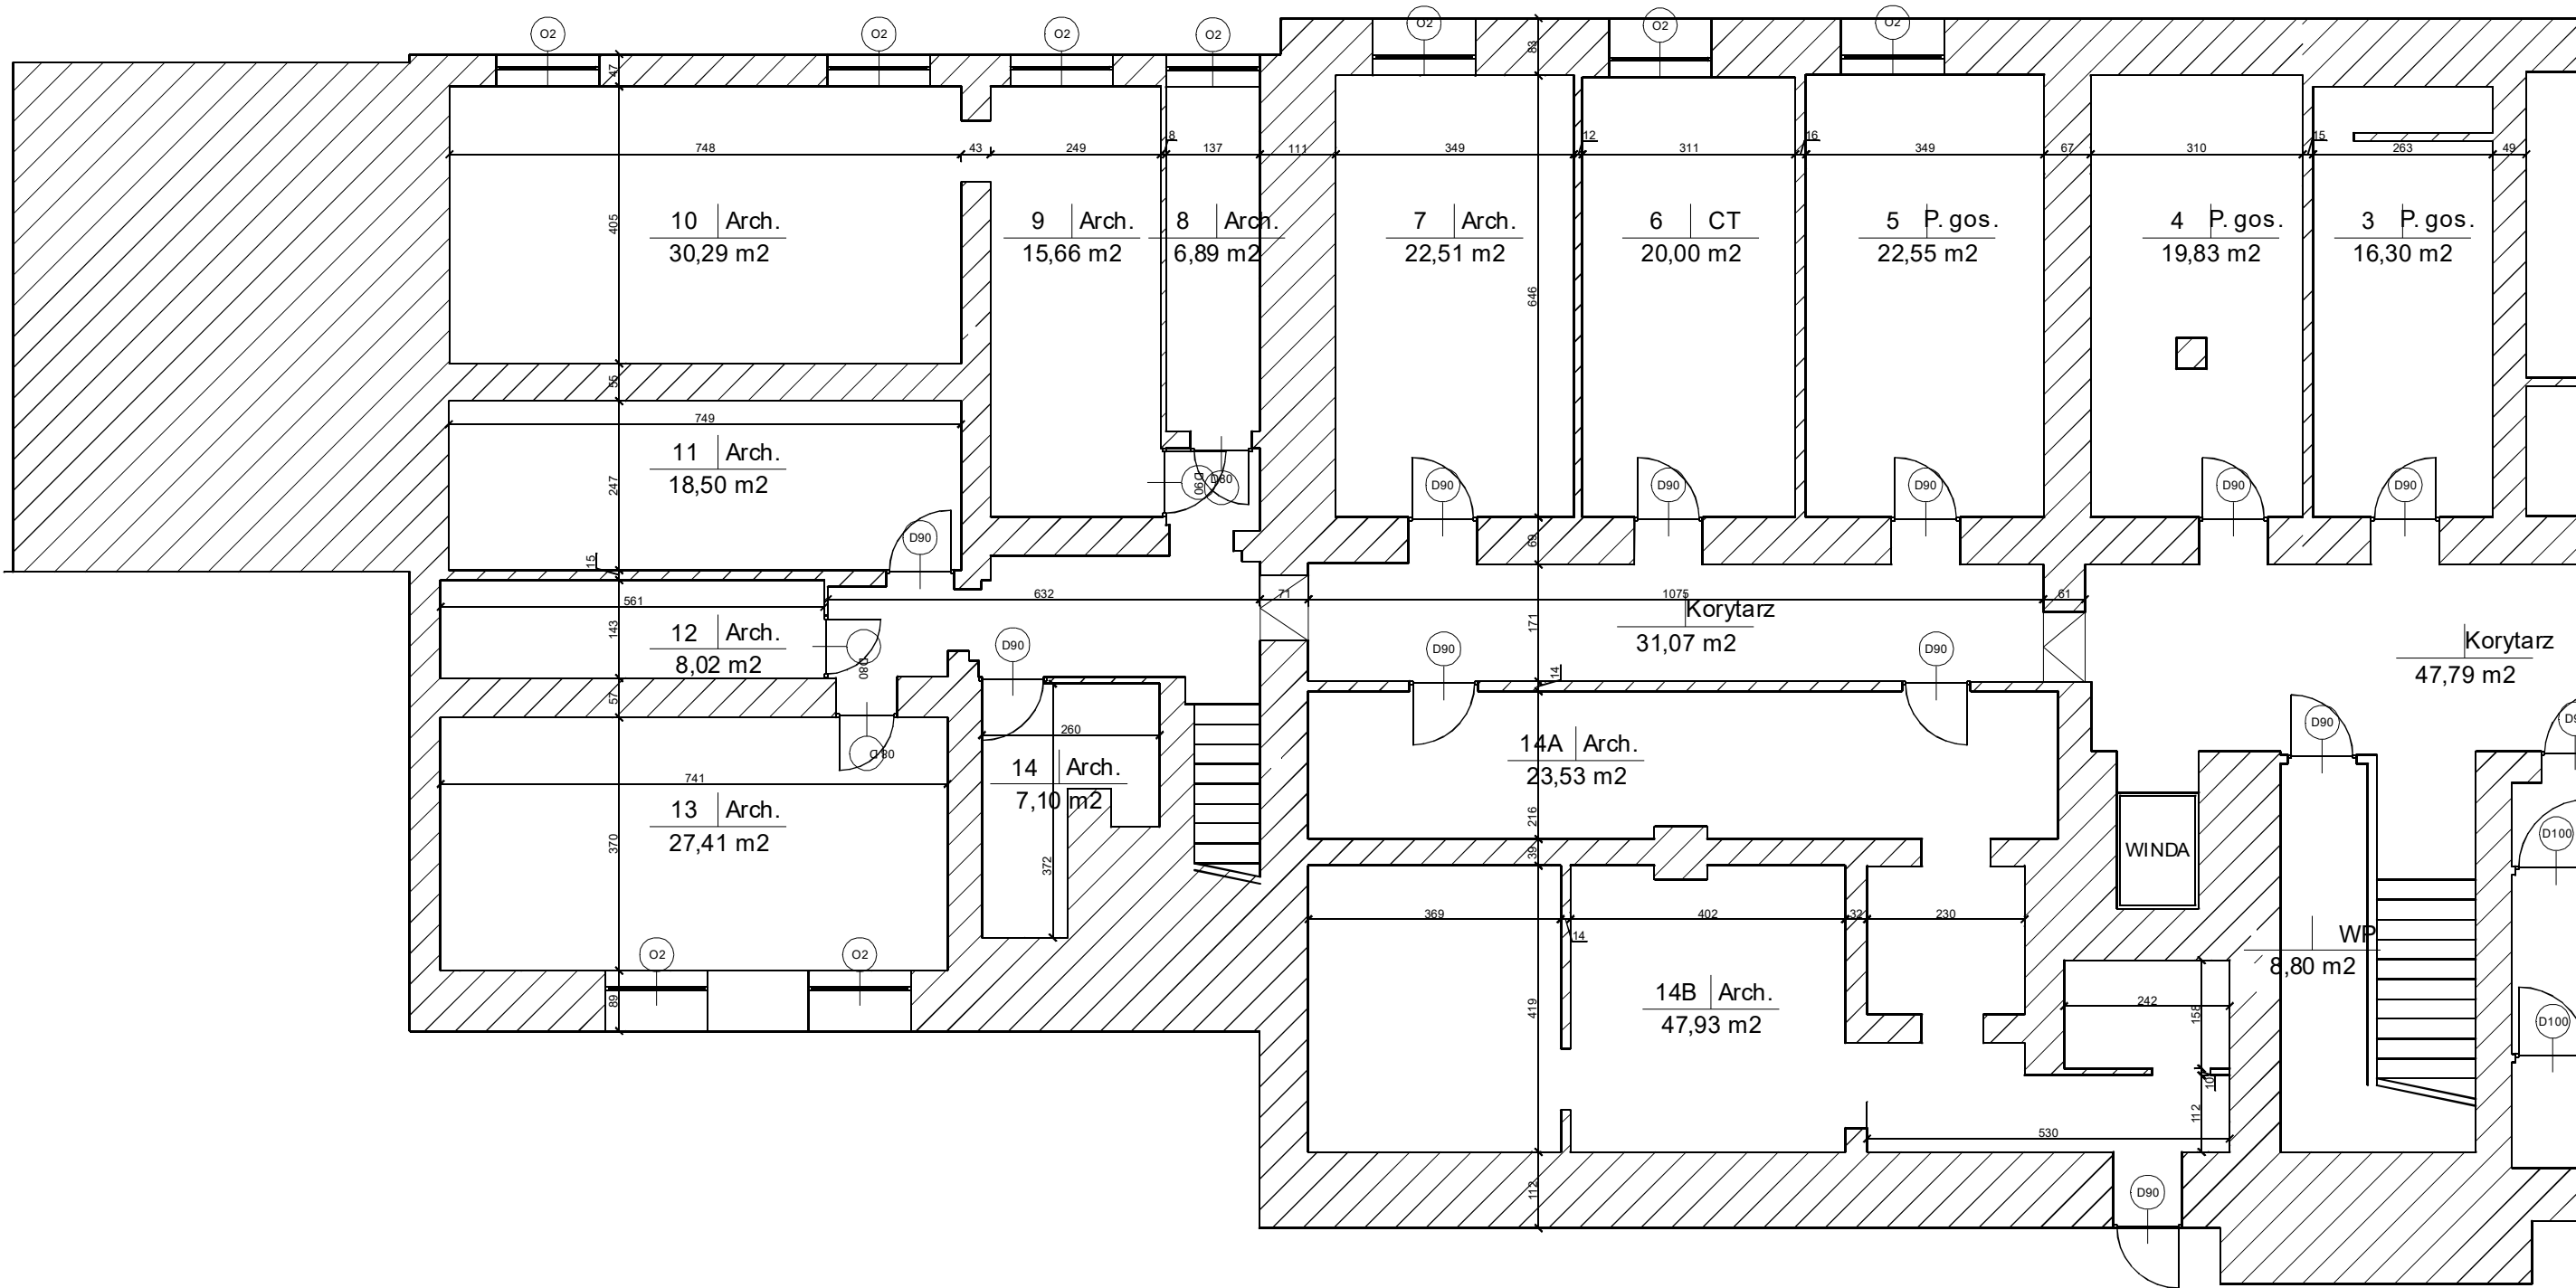 O2 O2 O2 O2 O2 O2 O2
47 83
748 43 249 8 137 111 349 12 311 16 349 67 310 15 263 49
10 Arch.
30,29 m2
9 Arch.
15,66 m2
8 Arch.
6,89 m2
7 Arch.
22,51 m2
6 CT
20,00 m2
5 P. gos.
22,55 m2
4 P. gos.
19,83 m2
3 P. gos.
16,30 m2
405 646
55
749
11 Arch.
18,50 m2
247
D90 D80 D90 D90 D90 D90 D90
D90
15 69
561 632 71 1075 61
12 Arch.
8,02 m2
143
D80
D90
171
Korytarz
31,07 m2
D90 D90
14
Korytarz
47,79 m2
57
D80
260
741
13 Arch.
27,41 m2
370
14 Arch.
7,10 m2
372
14A Arch.
23,53 m2
216
39
D90
D100
WINDA
369 14 402 32 230
O2 O2
89
419
14B Arch.
47,93 m2
WP
8,80 m2
242
158
10
112
D100
530
112
D90